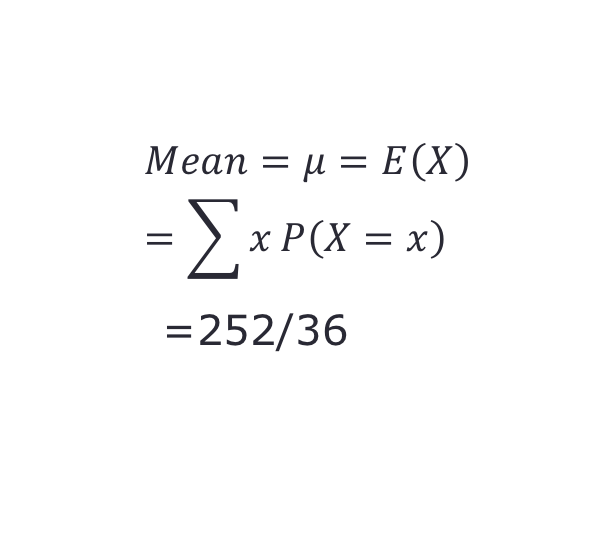 Mean = μ = E(X)
= ∑ x P(X = x)
=252/36